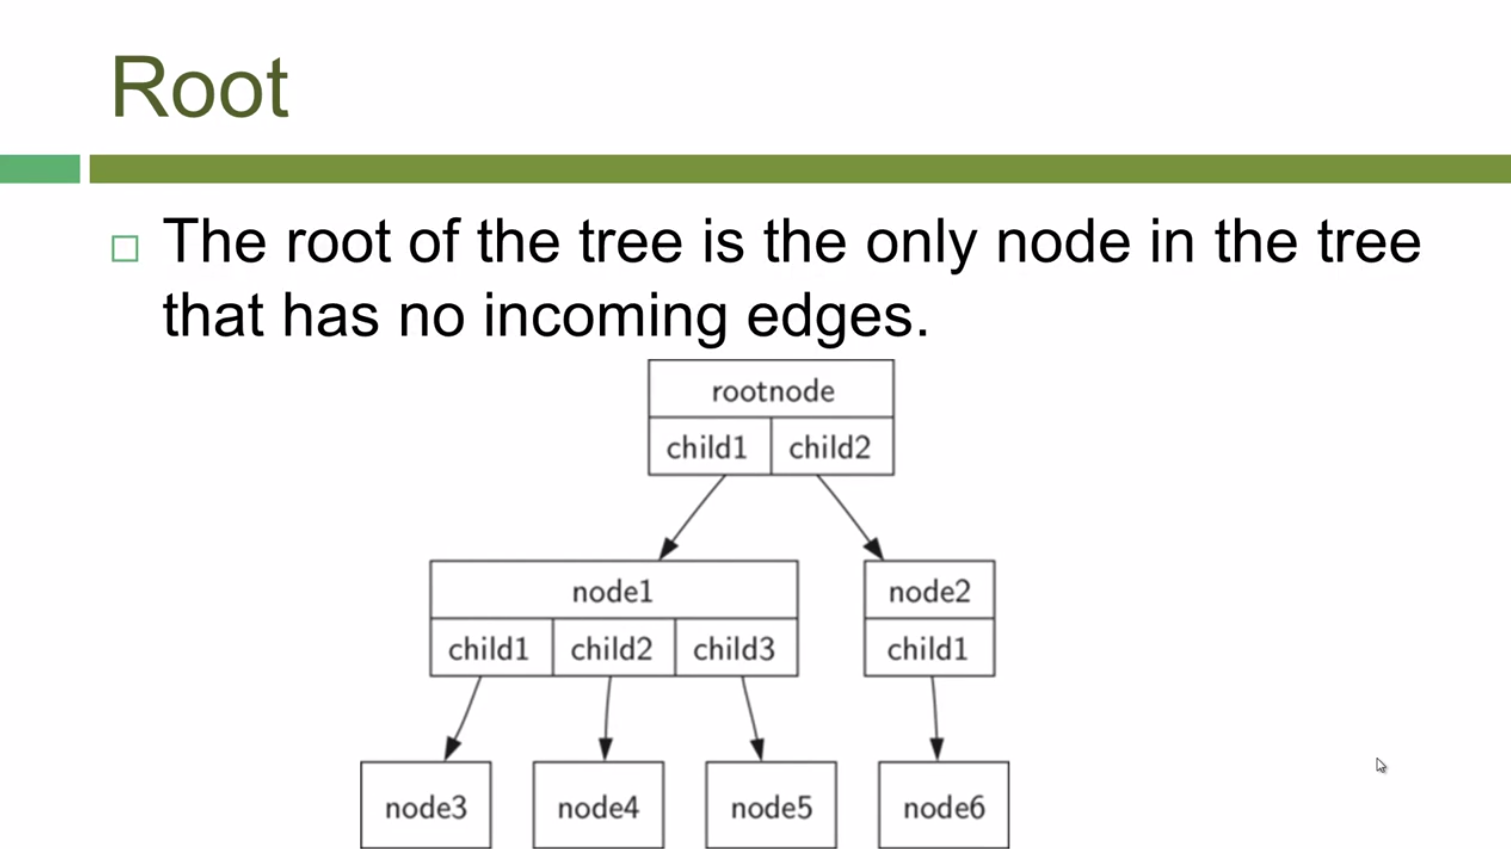 Root
The root of the tree is the only node in the tree
that has no incoming edges.
rootnode
child1 child2
node1 node2
child1 child2 child3 child1
node3 node4 node5 node6